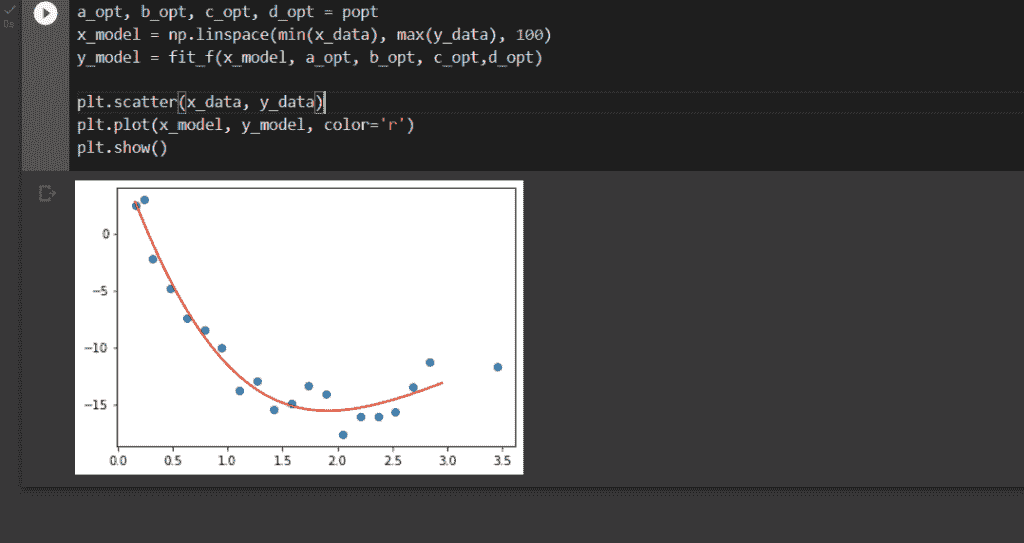 a_opt, b_opt, c_opt, d_opt = popt
x_model = np.linspace(min(x_data), max(y_data), 100)
y_model = fit_f(x_model, a_opt, b_opt, c_opt,d_opt)
plt.scatter(x_data, y_data)
plt.plot(x_model, y_model, color='r')
plt.show()
0s
0
−5
−10
−15
0.0 0.5 1.0 1.5 2.0 2.5 3.0 3.5